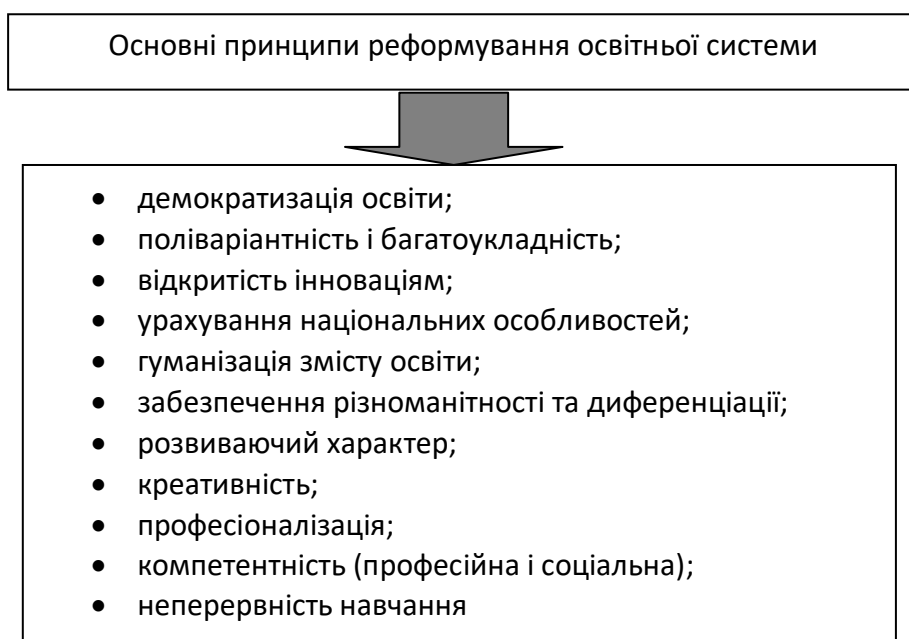 Основні принципи реформування освітньої системи
• демократизація освіти;
• поліваріантність і багатоукладність;
• відкритість інноваціям;
• урахування національних особливостей;
• гуманізація змісту освіти;
• забезпечення різноманітності та диференціації;
• розвиваючий характер;
• креативність;
• професіоналізація;
• компетентність (професійна і соціальна);
• неперервність навчання